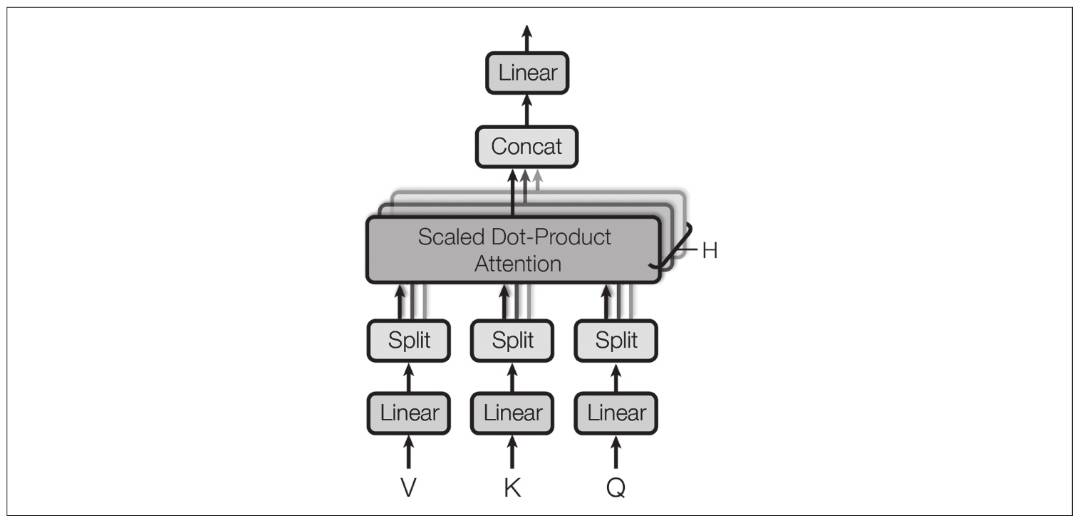 Linear
Concat
Scaled Dot-Product
Attention
H
Split Split Split
Linear Linear Linear
V K Q